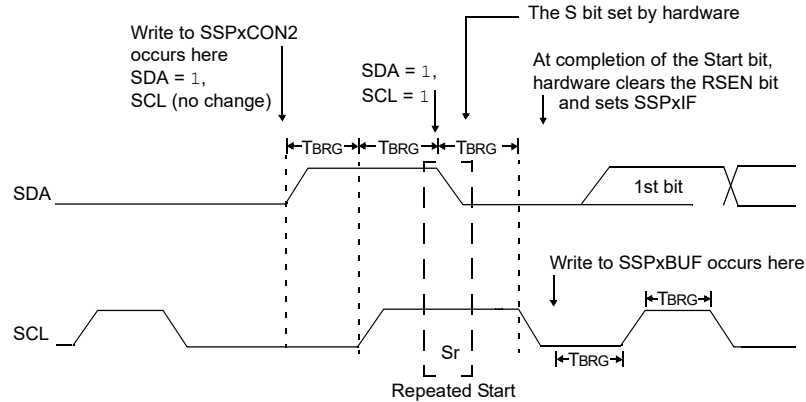 The S bit set by hardware
Write to SSPxCON2
occurs here
SDA = 1,
SCL (no change)
SDA = 1,
SCL = 1
At completion of the Start bit,
hardware clears the RSEN bit
and sets SSPxIF
TBRG
TBRG
TBRG
SDA
1st bit
Write to SSPxBUF occurs here
TBRG
SCL
Sr
TBRG
Repeated Start